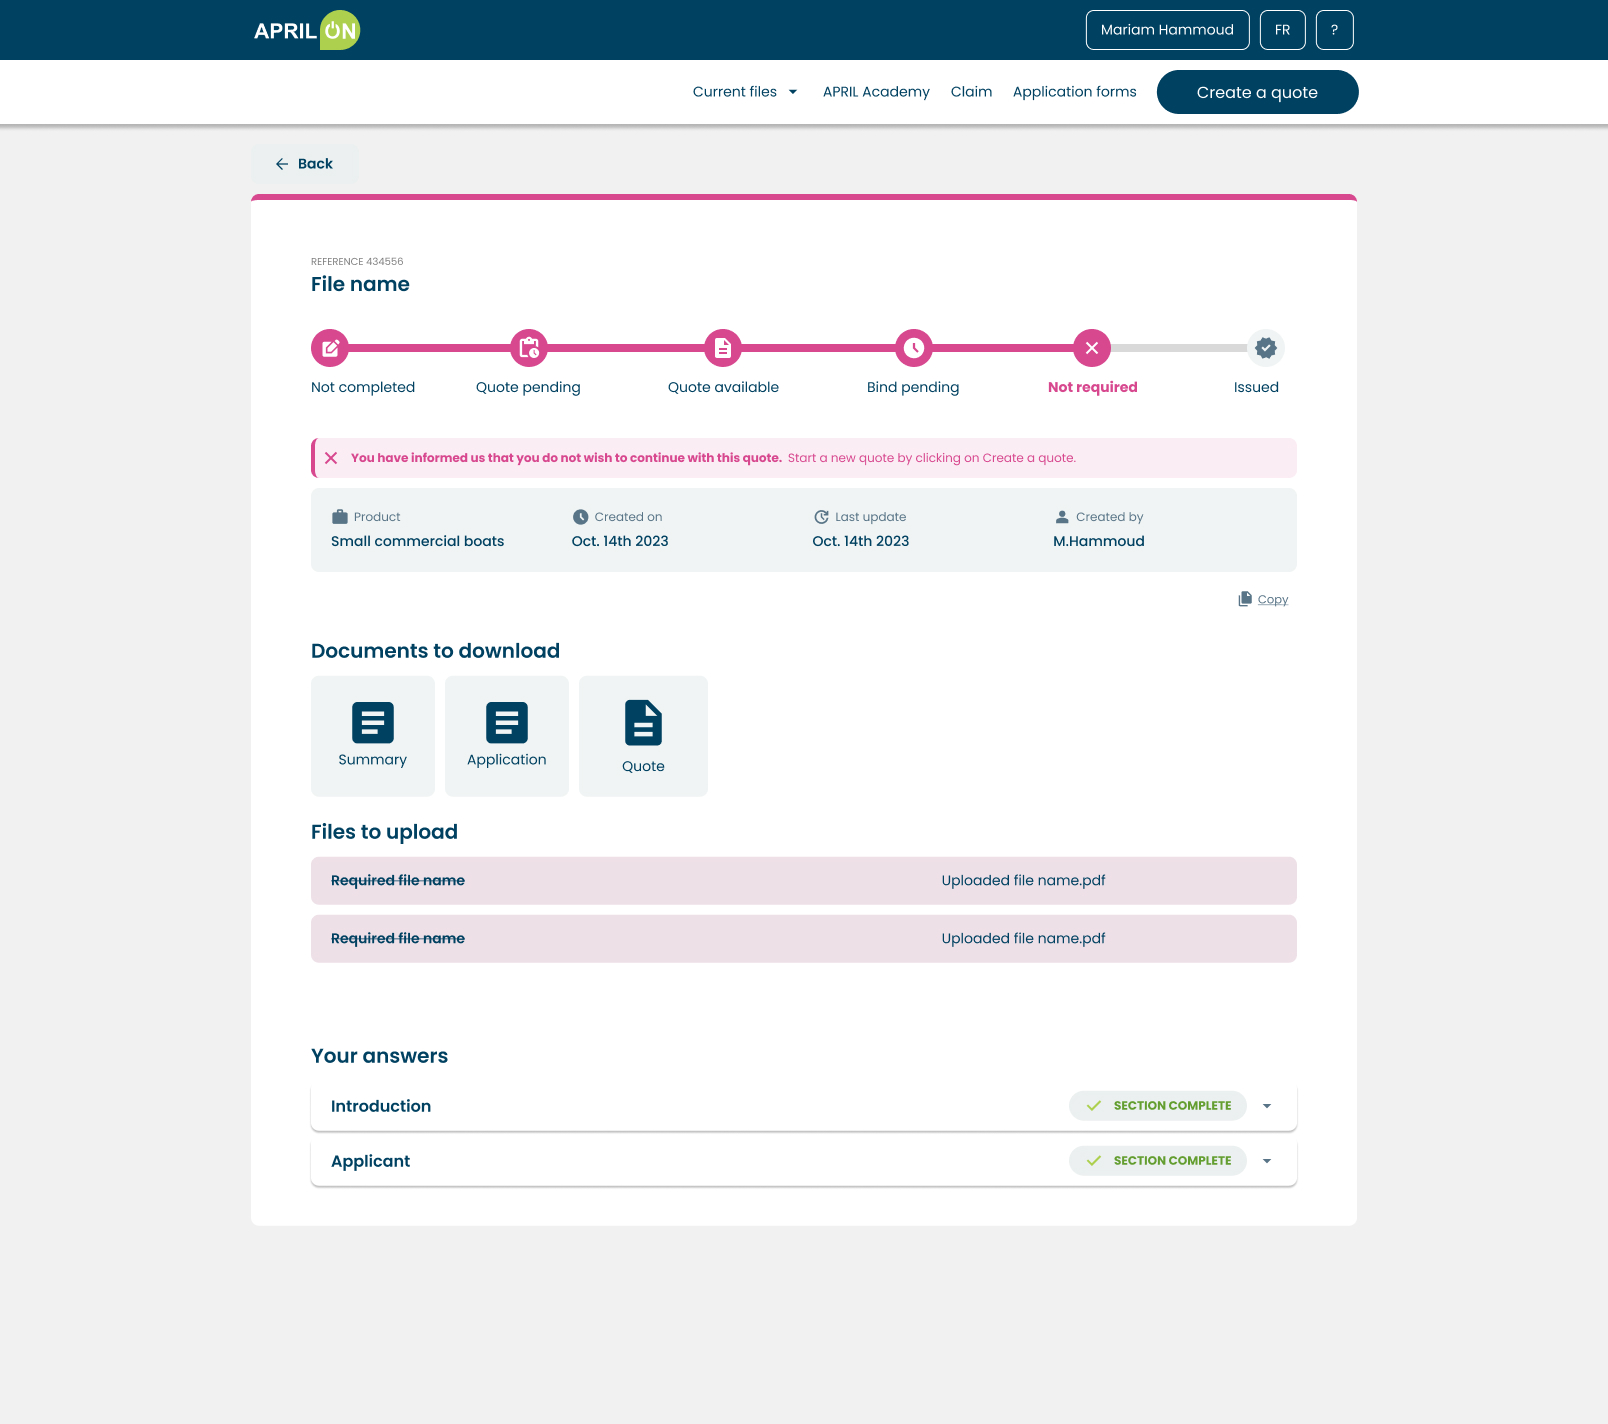 APRIL ON
Mariam Hammoud
FR
?
Current files
APRIL Academy
Claim
Application forms
Create a quote
Back
REFERENCE 434556
File name
Not completed
Quote pending
Quote available
Bind pending
Not required
Issued
You have informed us that you do not wish to continue with this quote. Start a new quote by clicking on Create a quote.
Product
Created on
Last update
Created by
Small commercial boats
Oct. 14th 2023
Oct. 14th 2023
M.Hammoud
Copy
Documents to download
Summary
Application
Quote
Files to upload
Required file name
Uploaded file name.pdf
Required file name
Uploaded file name.pdf
Your answers
Introduction
SECTION COMPLETE
Applicant
SECTION COMPLETE